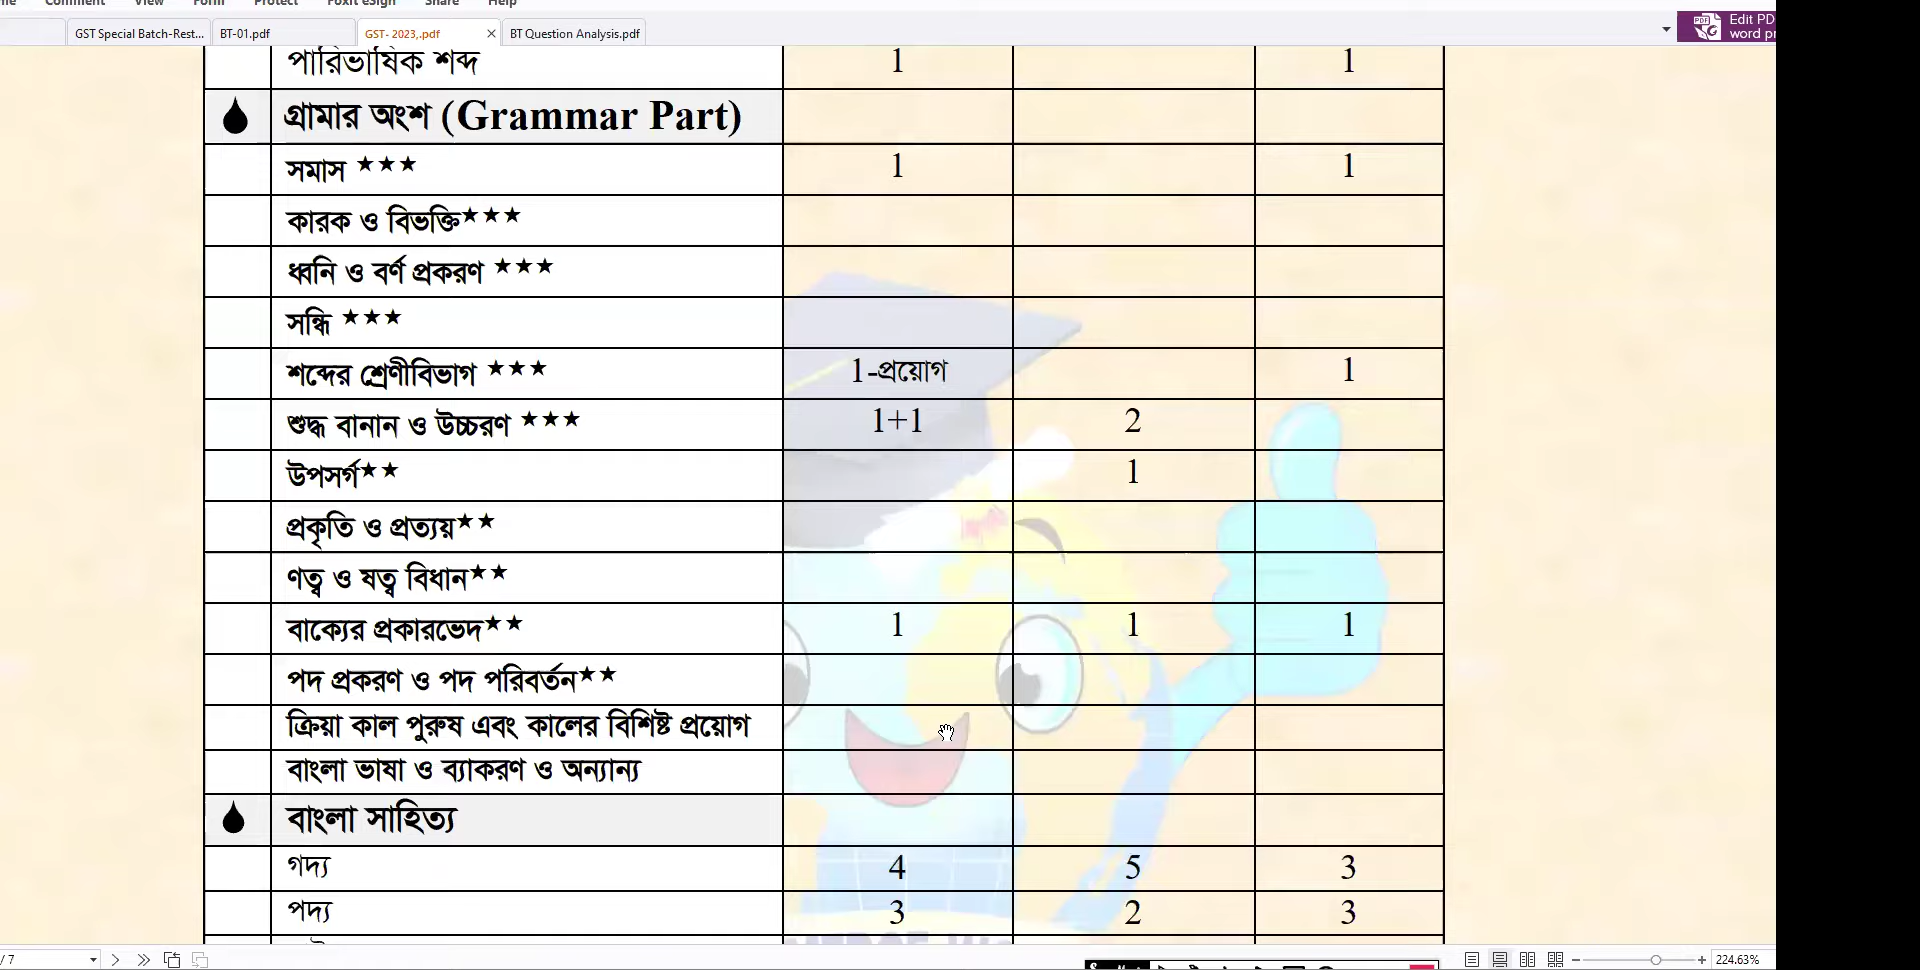 Comment View Form Protect Foxit eSign Share Help
GST Special Batch-Rest... BT-01.pdf GST- 2023,.pdf BT Question Analysis.pdf
Edit PD
word pr
পারিভাষিক শব্দ 1 1
গ্রামার অংশ (Grammar Part)
সমাস ★★★ 1 1
কারক ও বিভক্তি★★★
ধ্বনি ও বর্ণ প্রকরণ ★★★
সন্ধি ★★★
শব্দের শ্রেণীবিভাগ ★★★ 1-প্রয়োগ 1
শুদ্ধ বানান ও উচ্চরণ ★★★ 1+1 2
উপসর্গ★★ 1
প্রকৃতি ও প্রত্যয়★★
ণত্ব ও ষত্ব বিধান★★
বাক্যের প্রকারভেদ★★ 1 1 1
পদ প্রকরণ ও পদ পরিবর্তন★★
ক্রিয়া কাল পুরুষ এবং কালের বিশিষ্ট প্রয়োগ
বাংলা ভাষা ও ব্যাকরণ ও অন্যান্য
বাংলা সাহিত্য
গদ্য 4 5 3
পদ্য 3 2 3
/ 7 224.63%